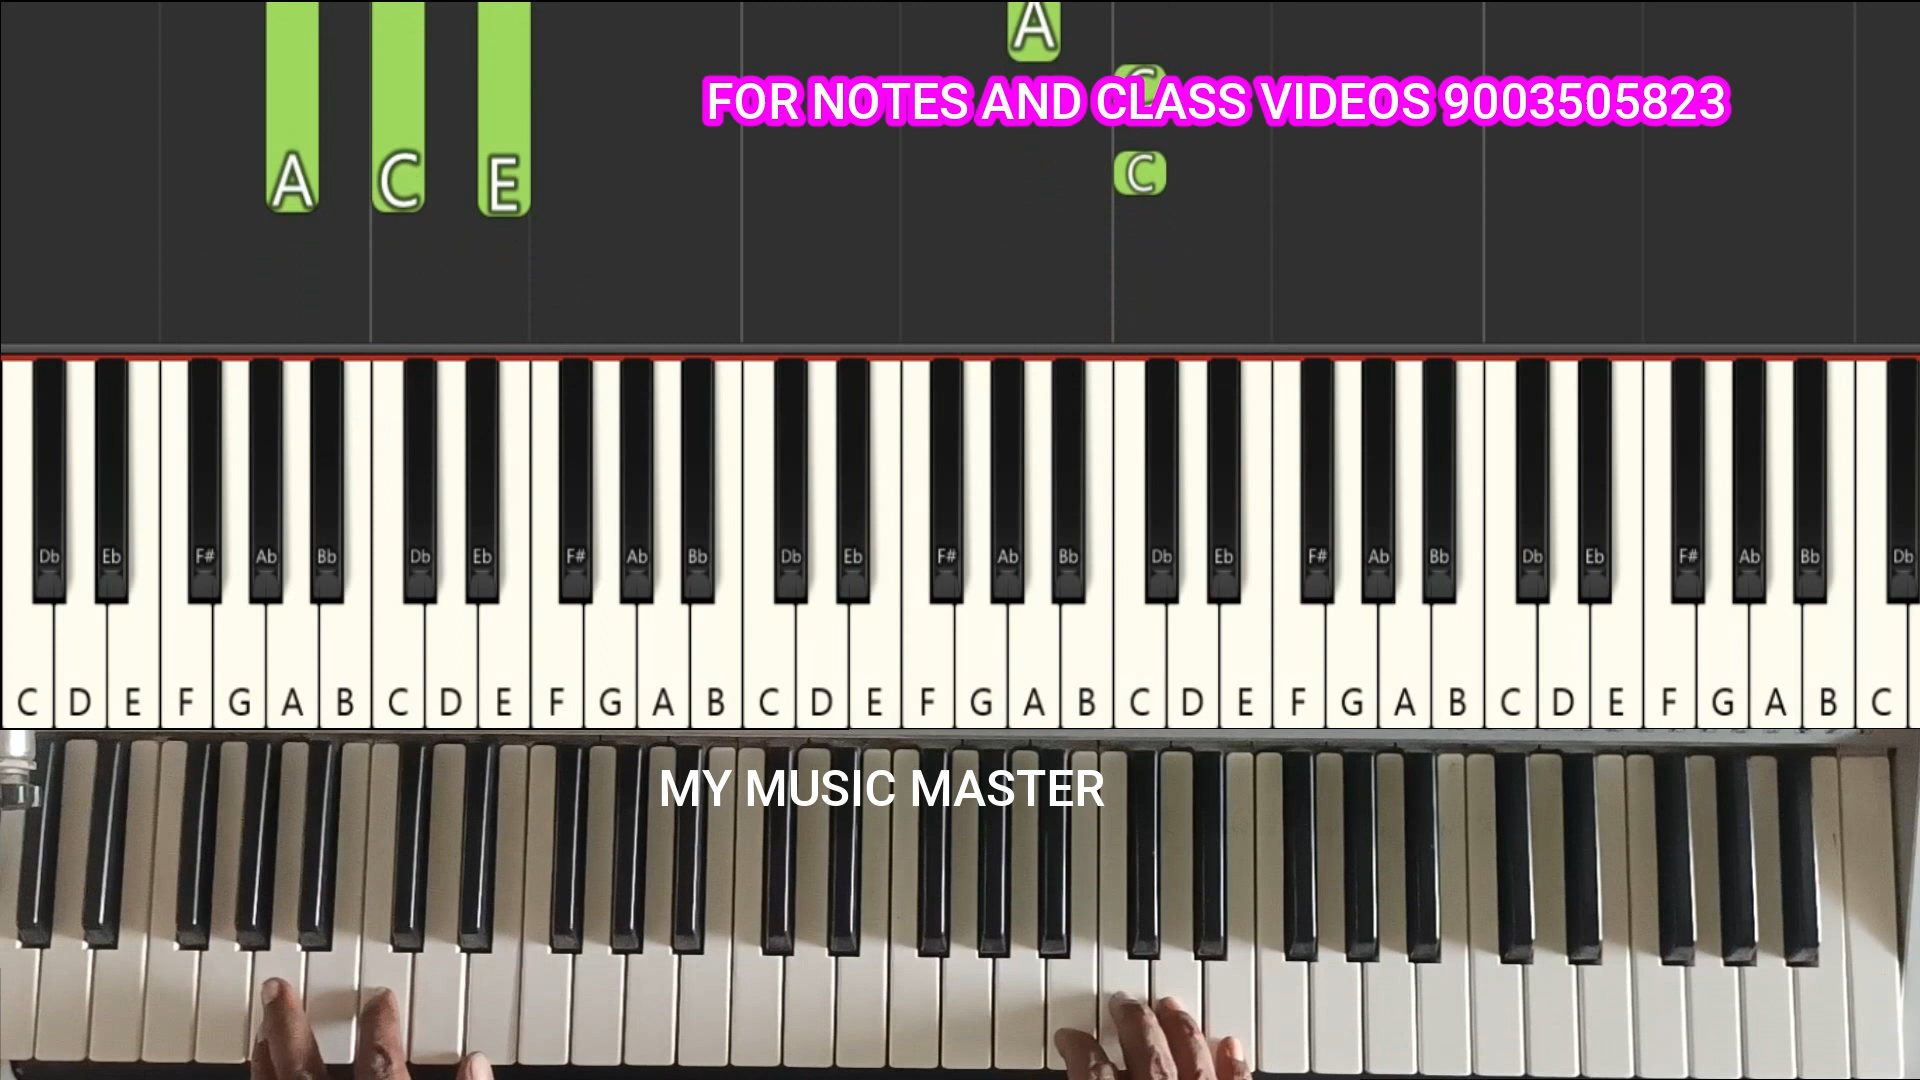 A
C
FOR NOTES AND CLASS VIDEOS 9003505823
A C E C
Db Eb F# Ab Bb Db Eb F# Ab Bb Db Eb F# Ab Bb Db Eb F# Ab Bb Db Eb F# Ab Bb Db
C D E F G A B C D E F G A B C D E F G A B C D E F G A B C D E F G A B C
MY MUSIC MASTER